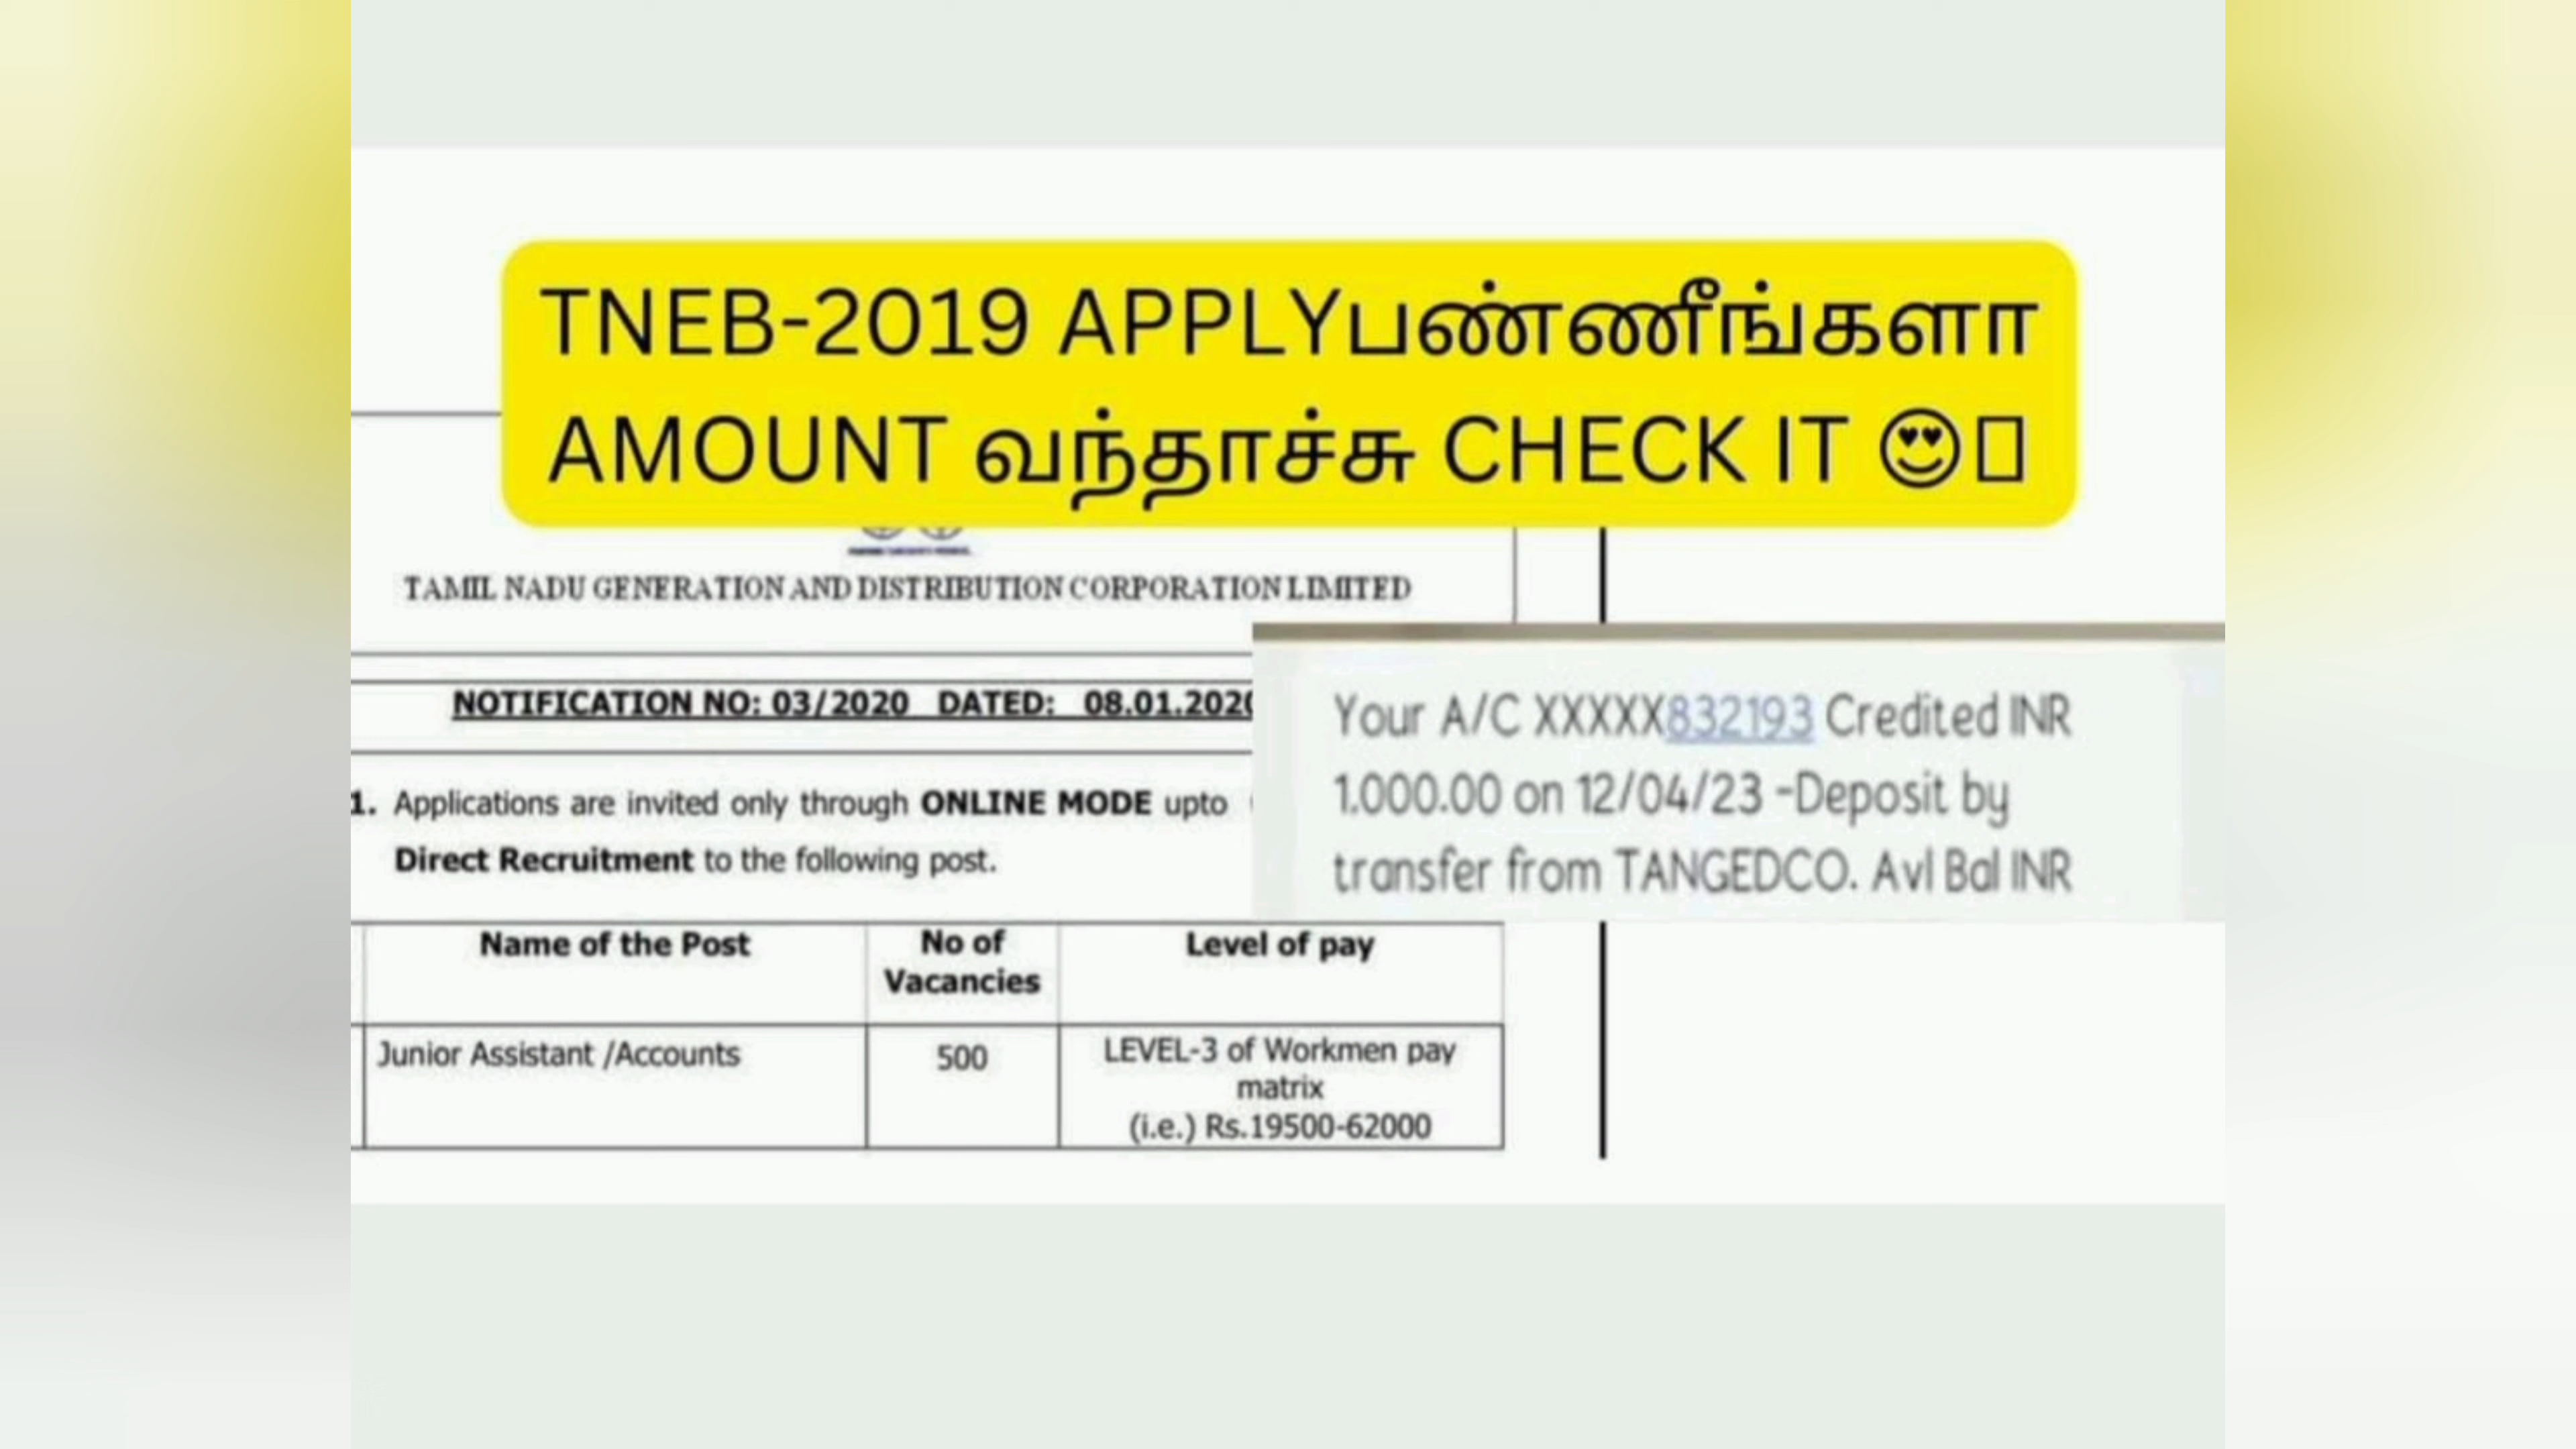 TNEB-2019 APPLYபண்ணீங்களா
AMOUNT வந்தாச்சு CHECK IT 😍
TAMIL NADU GENERATION AND DISTRIBUTION CORPORATION LIMITED
NOTIFICATION NO: 03/2020 DATED: 08.01.2020
1. Applications are invited only through ONLINE MODE upto
Direct Recruitment to the following post.
Your A/C XXXXX832193 Credited INR
1.000.00 on 12/04/23 -Deposit by
transfer from TANGEDCO. Avl Bal INR
Name of the Post No of Level of pay
Vacancies
Junior Assistant /Accounts 500 LEVEL-3 of Workmen pay
matrix
(i.e.) Rs.19500-62000